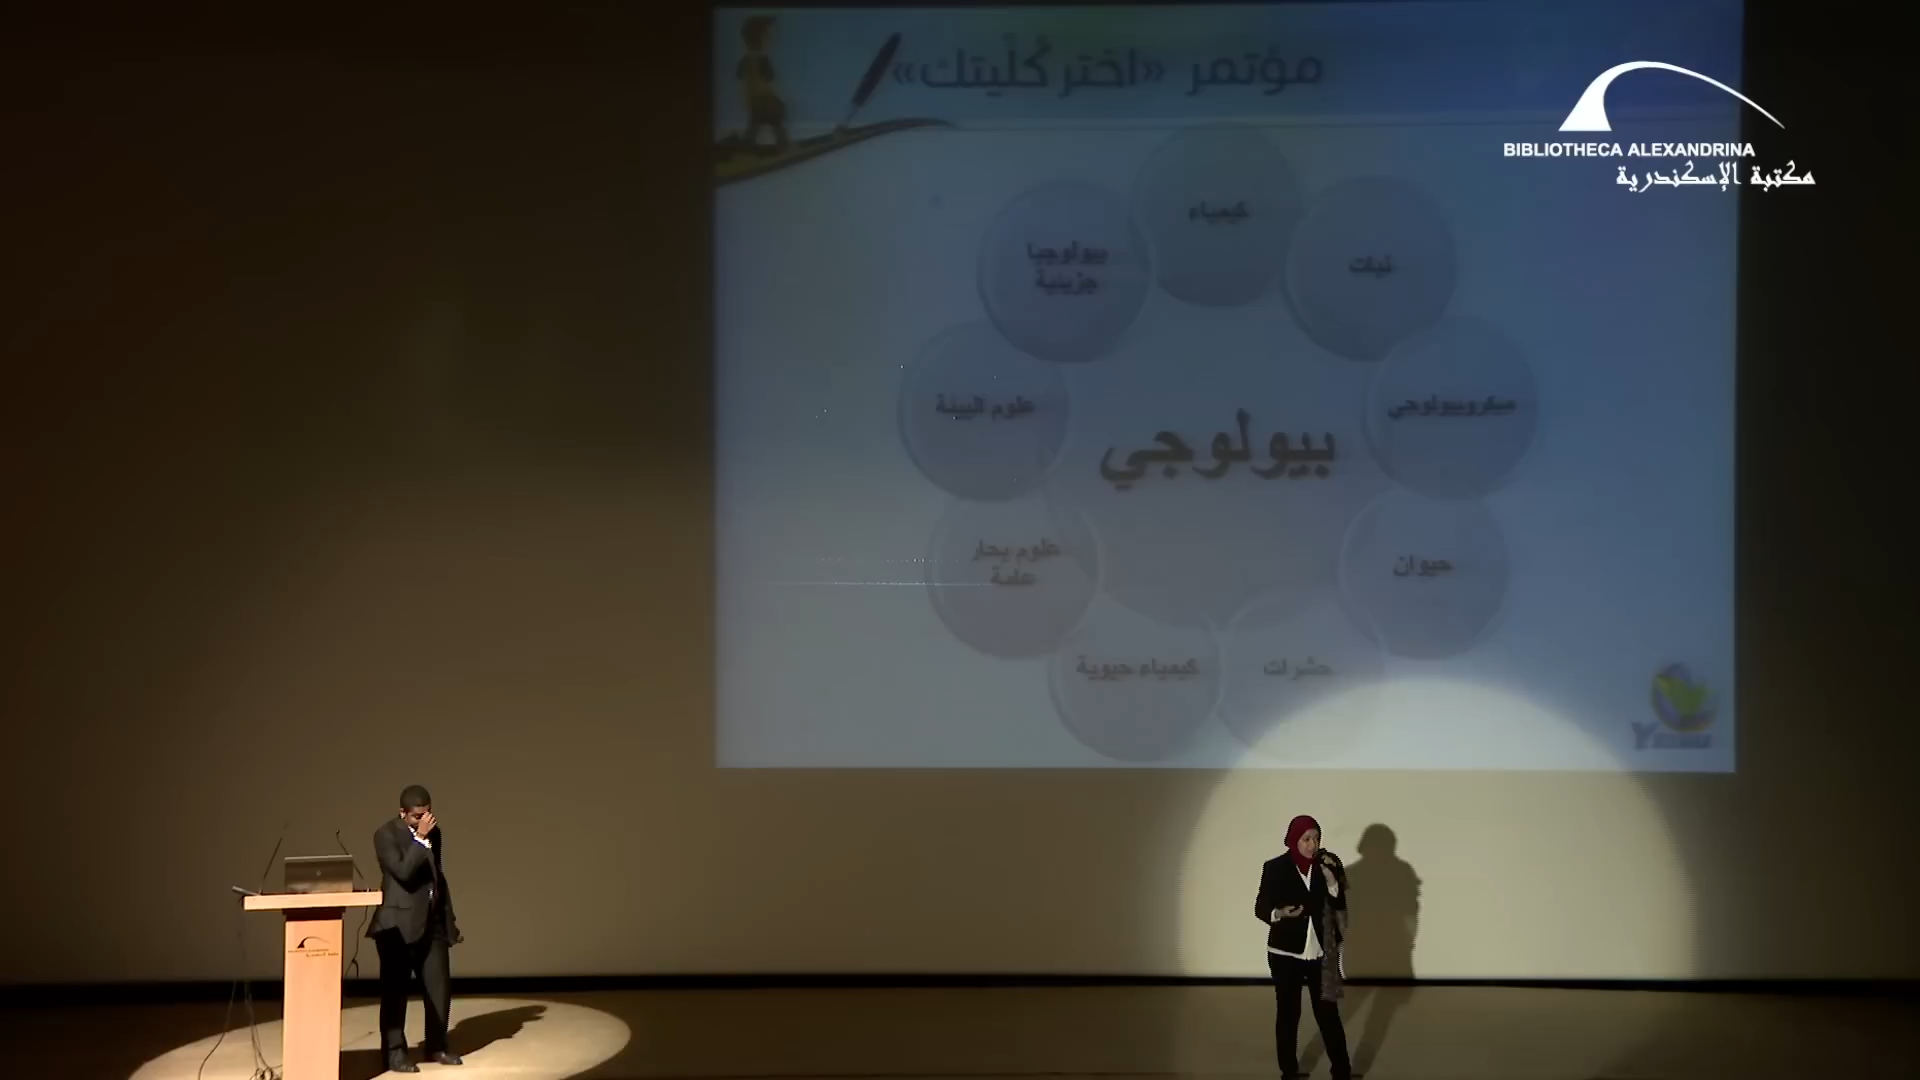 مؤتمر «اختر كُلّيتك»
BIBLIOTHECA ALEXANDRINA
مكتبة الإسكندرية
كيمياء
نبات
بيولوجيا
جزيئية
ميكروبيولوجي
علوم البيئة
بيولوجي
حيوان
علوم بحار
عامة
حشرات
كيمياء حيوية